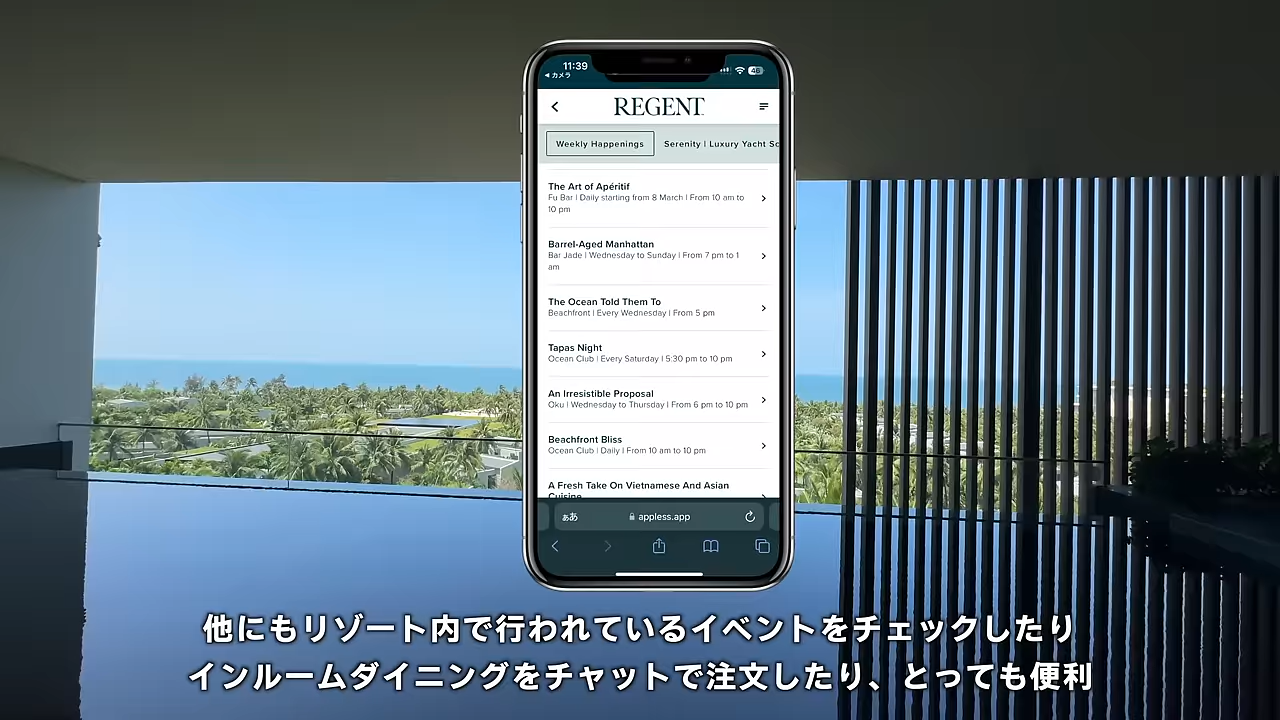 11:39
48
◀ カメラ
REGENT
Weekly Happenings
Serenity | Luxury Yacht Sc
The Art of Apéritif
Fu Bar | Daily starting from 8 March | From 10 am to
10 pm
Barrel-Aged Manhattan
Bar Jade | Wednesday to Sunday | From 7 pm to 1
am
The Ocean Told Them To
Beachfront | Every Wednesday | From 5 pm
Tapas Night
Ocean Club | Every Saturday | 5:30 pm to 10 pm
An Irresistible Proposal
Oku | Wednesday to Thursday | From 6 pm to 10 pm
Beachfront Bliss
Ocean Club | Daily | From 10 am to 10 pm
A Fresh Take On Vietnamese And Asian
Cuisine
ぁあ
appless.app
他にもリゾート内で行われているイベントをチェックしたり
インルームダイニングをチャットで注文したり、とっても便利